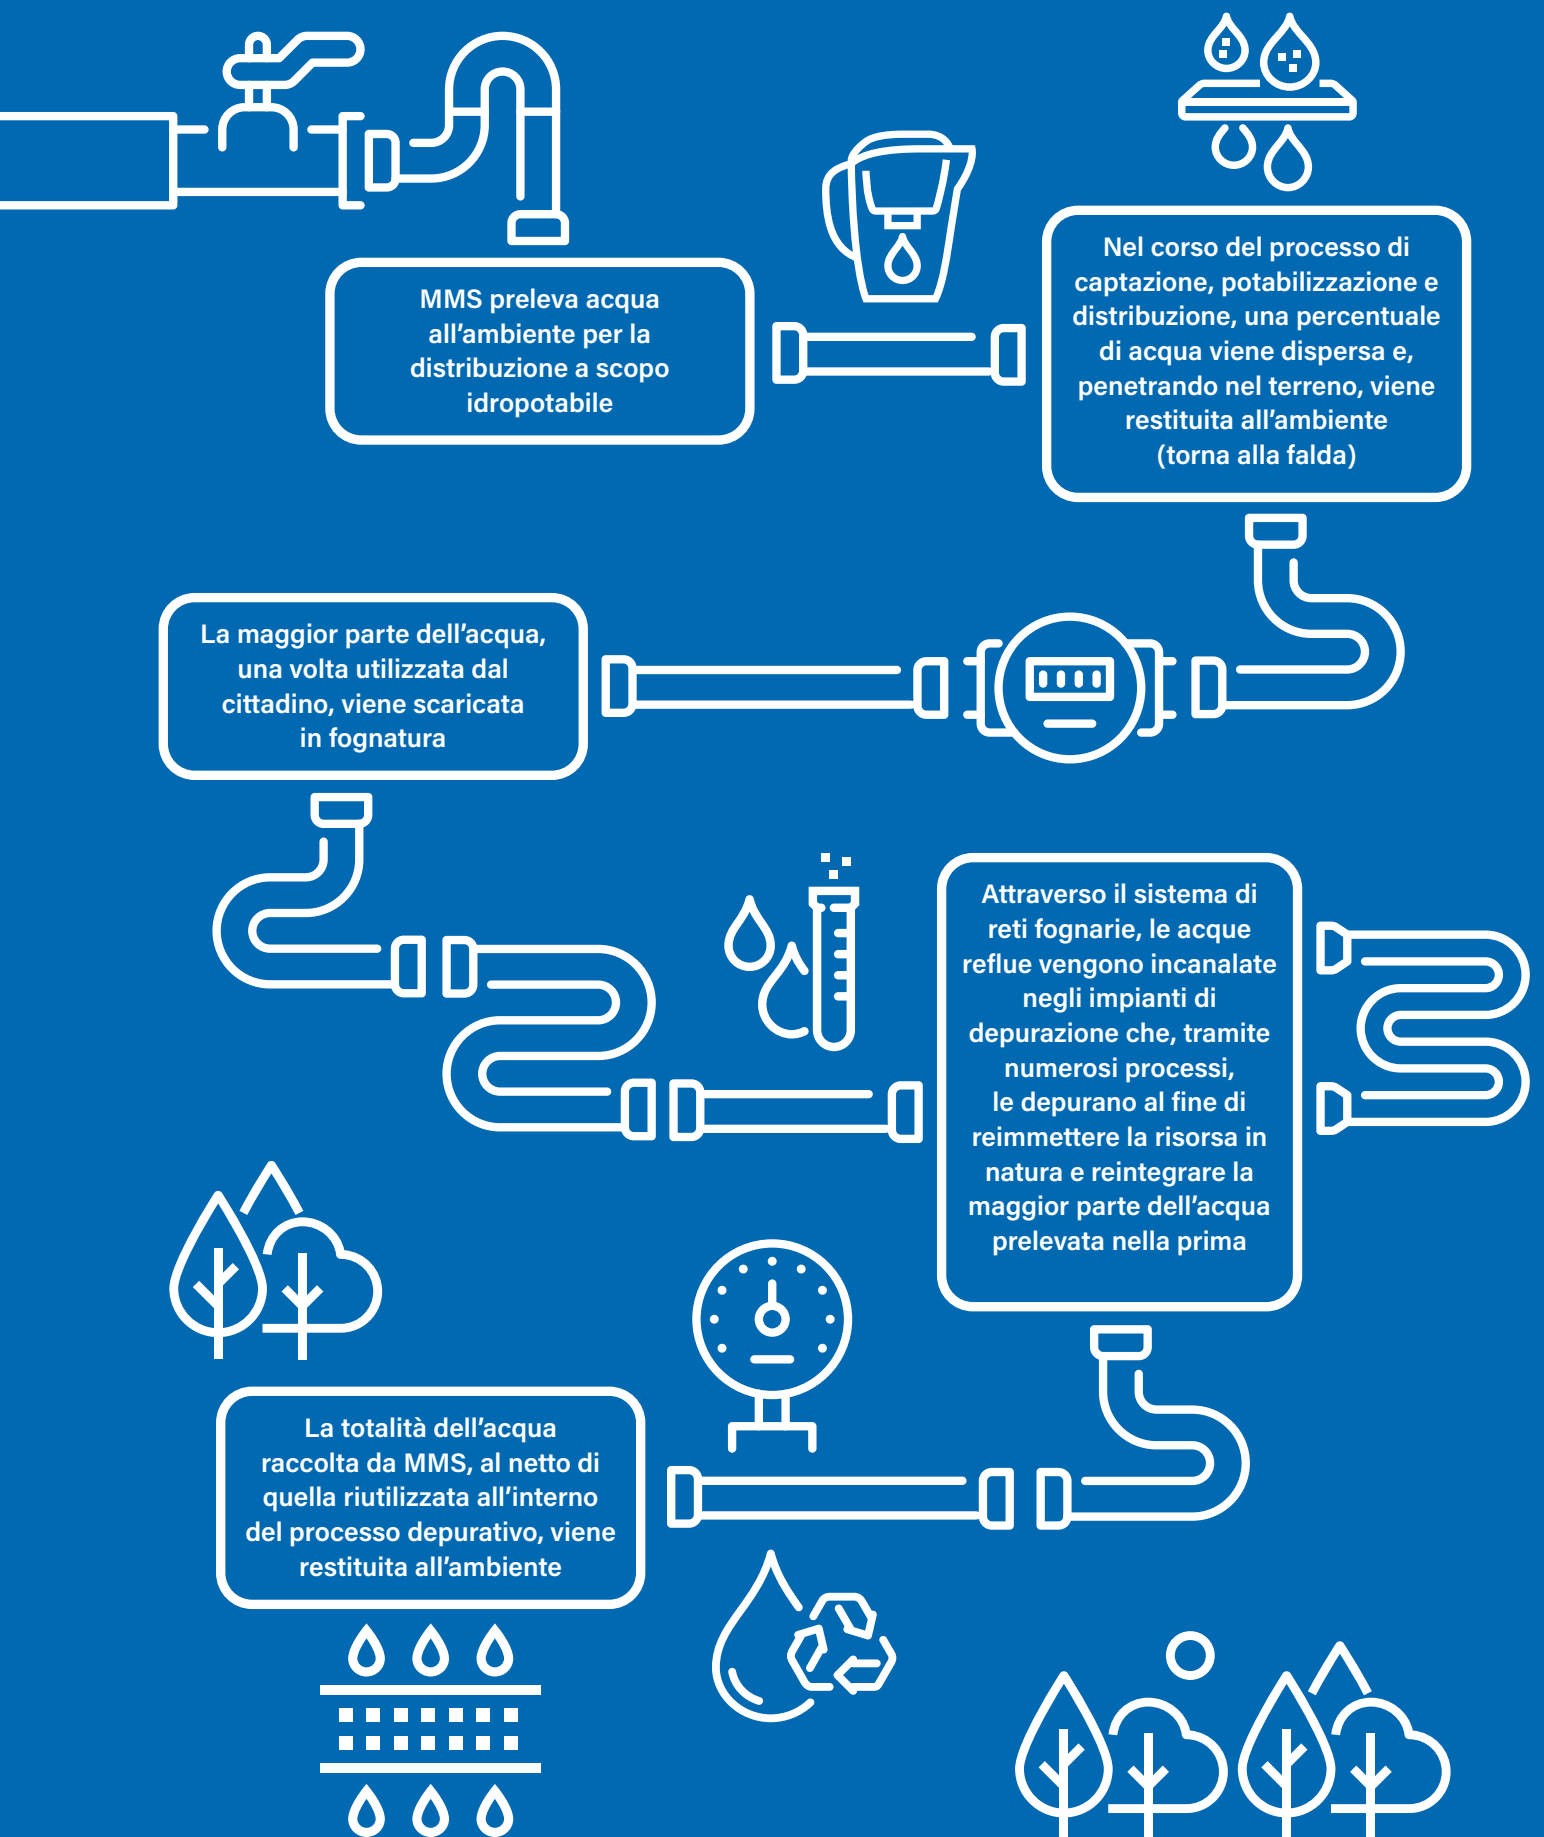 MMS preleva acqua
all'ambiente per la
distribuzione a scopo
idropotabile
Nel corso del processo di
captazione, potabilizzazione e
distribuzione, una percentuale
di acqua viene dispersa e,
penetrando nel terreno, viene
restituita all'ambiente
(torna alla falda)
La maggior parte dell'acqua,
una volta utilizzata dal
cittadino, viene scaricata
in fognatura
Attraverso il sistema di
reti fognarie, le acque
reflue vengono incanalate
negli impianti di
depurazione che, tramite
numerosi processi,
le depurano al fine di
reimmettere la risorsa in
natura e reintegrare la
maggior parte dell'acqua
prelevata nella prima
La totalità dell'acqua
raccolta da MMS, al netto di
quella riutilizzata all'interno
del processo depurativo, viene
restituita all'ambiente